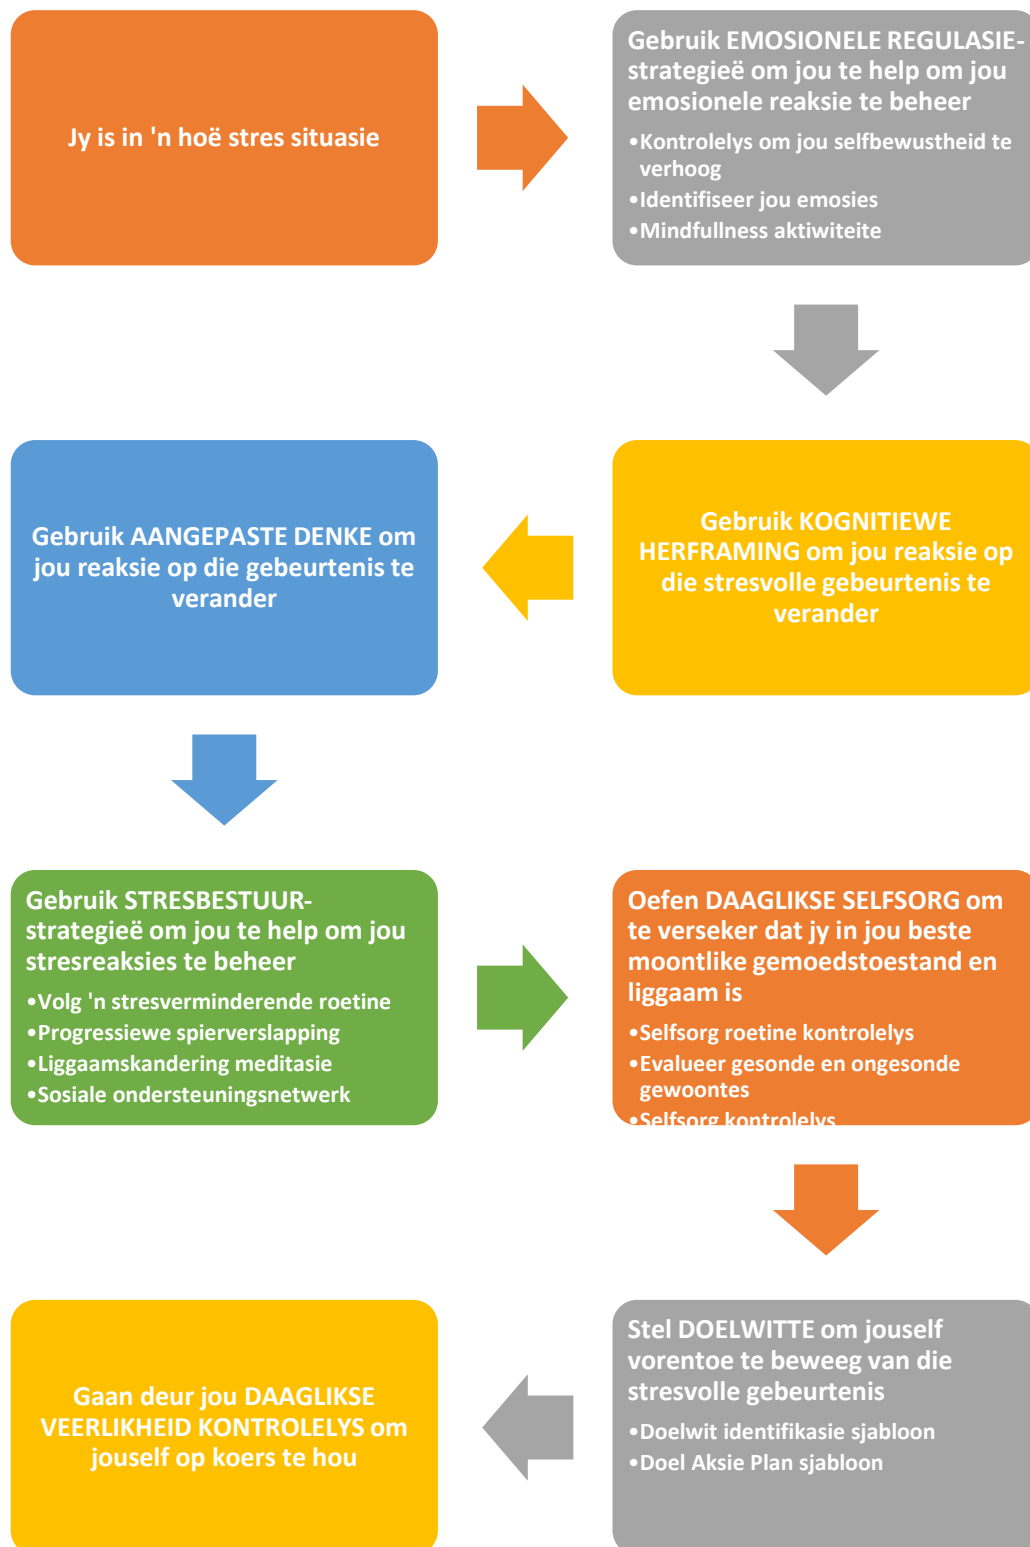 Jy is in 'n hoë stres situasie
Gebruik EMOSIONELE REGULASIE-
strategieë om jou te help om jou
emosionele reaksie te beheer
•Kontrolelys om jou selfbewustheid te
verhoog
•Identifiseer jou emosies
•Mindfullness aktiwiteite
Gebruik KOGNITIEWE
HERFRAMING om jou reaksie op
die stresvolle gebeurtenis te
verander
Gebruik AANGEPASTE DENKE om
jou reaksie op die gebeurtenis te
verander
Gebruik STRESBESTUUR-
strategieë om jou te help om jou
stresreaksies te beheer
•Volg 'n stresverminderende roetine
•Progressiewe spierverslapping
•Liggaamskandering meditasie
•Sosiale ondersteuningsnetwerk
Oefen DAAGLIKSE SELFSORG om
te verseker dat jy in jou beste
moontlike gemoedstoestand en
liggaam is
•Selfsorg roetine kontrolelys
•Evalueer gesonde en ongesonde
gewoontes
•Selfsorg kontrolelys
Stel DOELWITTE om jouself
vorentoe te beweeg van die
stresvolle gebeurtenis
•Doelwit identifikasie sjabloon
•Doel Aksie Plan sjabloon
Gaan deur jou DAAGLIKSE
VEERLIKHEID KONTROLELYS om
jouself op koers te hou